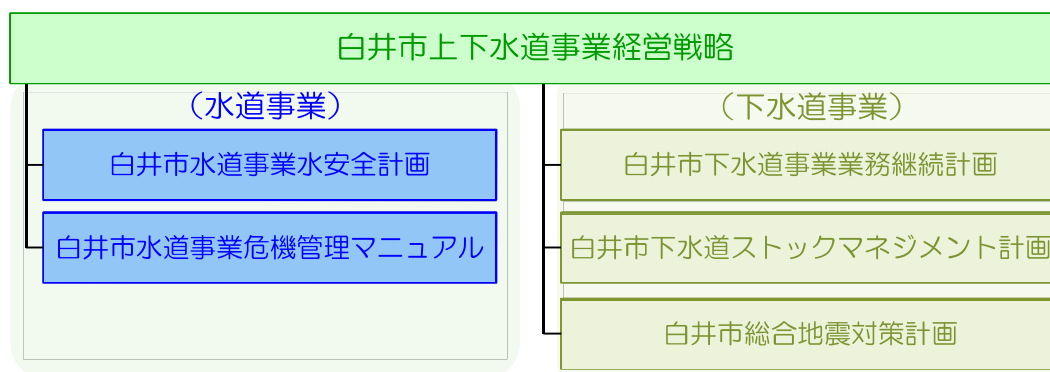 白井市上下水道事業経営戦略
（水道事業）
白井市水道事業水安全計画
白井市水道事業危機管理マニュアル
（下水道事業）
白井市下水道事業業務継続計画
白井市下水道ストックマネジメント計画
白井市総合地震対策計画